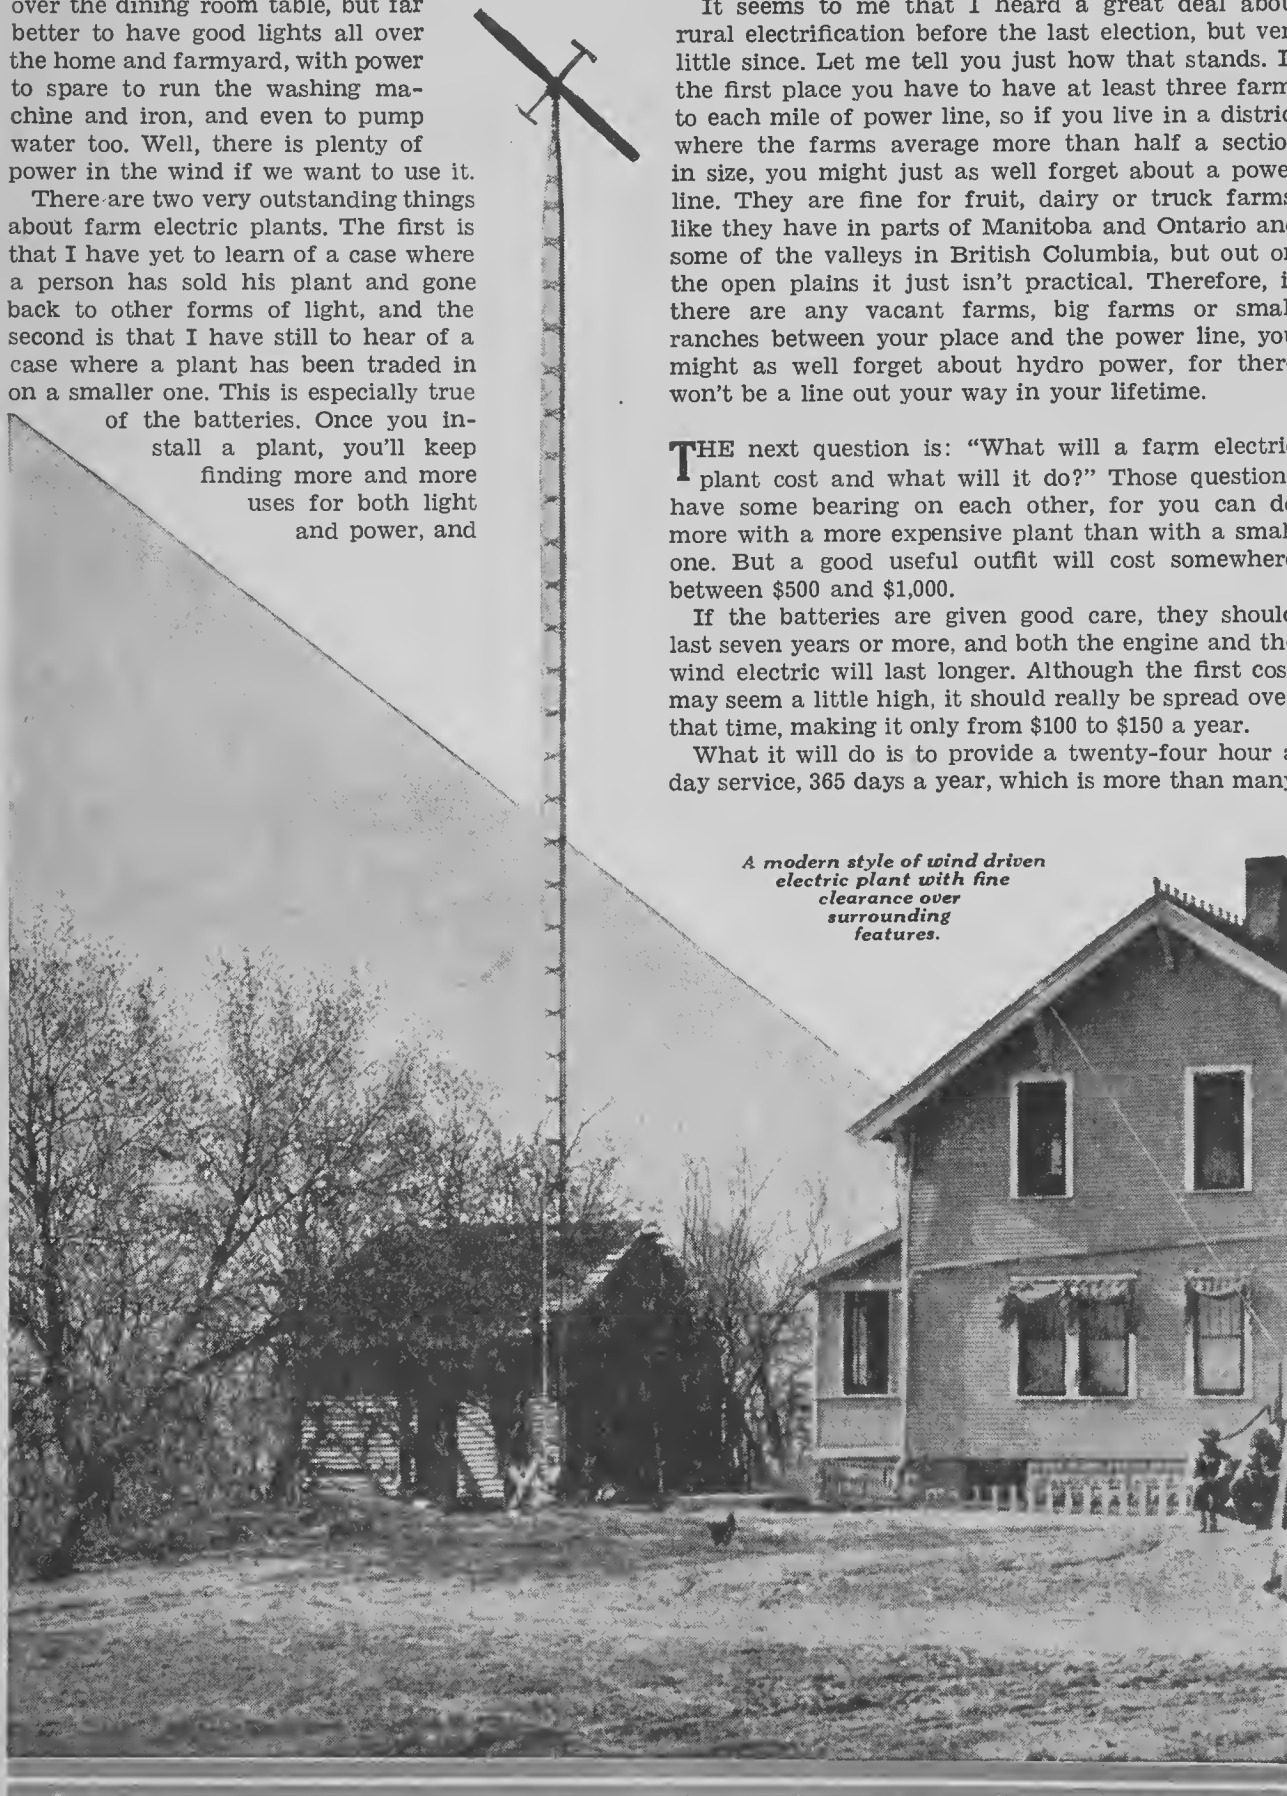 over the dining room table, but far
better to have good lights all over
the home and farmyard, with power
to spare to run the washing ma-
chine and iron, and even to pump
water too. Well, there is plenty of
power in the wind if we want to use it.
There are two very outstanding things
about farm electric plants. The first is
that I have yet to learn of a case where
a person has sold his plant and gone
back to other forms of light, and the
second is that I have still to hear of a
case where a plant has been traded in
on a smaller one. This is especially true
of the batteries. Once you in-
stall a plant, you'll keep
finding more and more
uses for both light
and power, and
It seems to me that I heard a great deal abou
rural electrification before the last election, but ver
little since. Let me tell you just how that stands. I
the first place you have to have at least three farm
to each mile of power line, so if you live in a distric
where the farms average more than half a sectio
in size, you might just as well forget about a powe
line. They are fine for fruit, dairy or truck farms
like they have in parts of Manitoba and Ontario an
some of the valleys in British Columbia, but out o
the open plains it just isn't practical. Therefore, i
there are any vacant farms, big farms or smal
ranches between your place and the power line, yo
might as well forget about hydro power, for ther
won't be a line out your way in your lifetime.
THE next question is: "What will a farm electri
plant cost and what will it do?" Those question
have some bearing on each other, for you can d
more with a more expensive plant than with a smal
one. But a good useful outfit will cost somewher
between $500 and $1,000.
If the batteries are given good care, they shoul
last seven years or more, and both the engine and th
wind electric will last longer. Although the first cos
may seem a little high, it should really be spread ove
that time, making it only from $100 to $150 a year.
What it will do is to provide a twenty-four hour a
day service, 365 days a year, which is more than many
A modern style of wind driven
electric plant with fine
clearance over
surrounding
features.